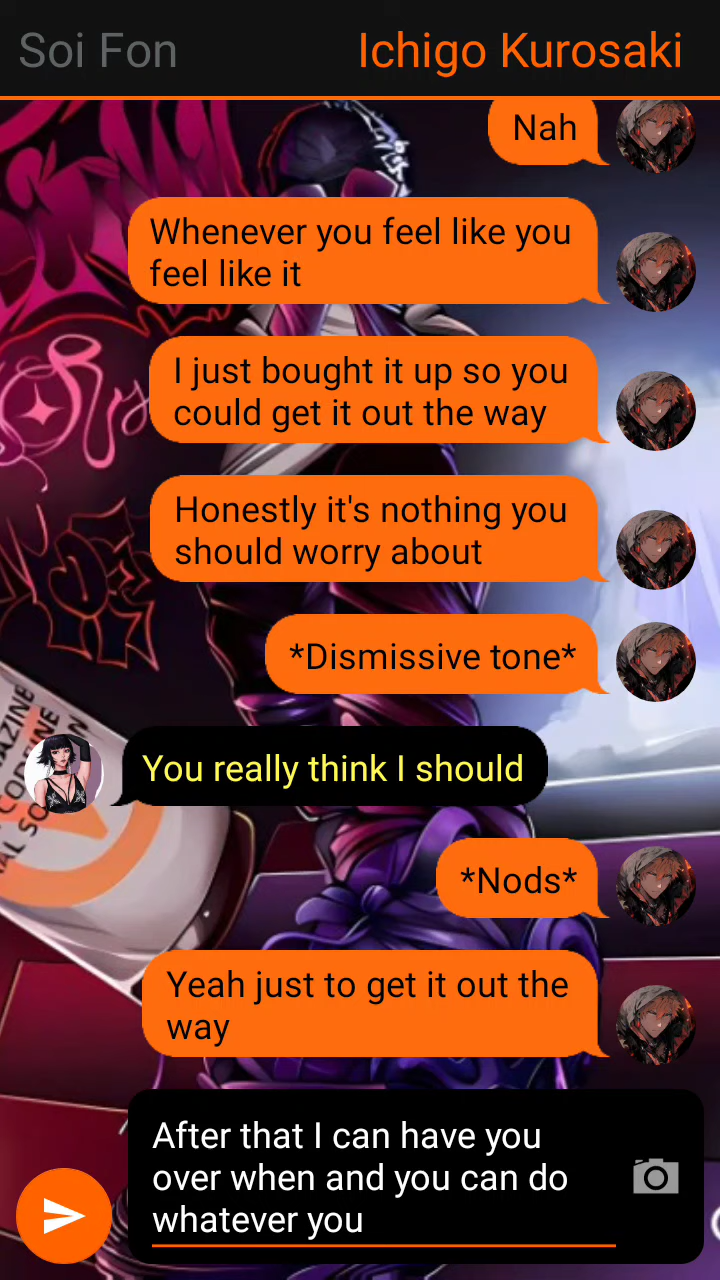 Soi Fon
Ichigo Kurosaki
Nah
Whenever you feel like you
feel like it
I just bought it up so you
could get it out the way
Honestly it's nothing you
should worry about
*Dismissive tone*
You really think I should
*Nods*
Yeah just to get it out the
way
After that I can have you
over when and you can do
whatever you